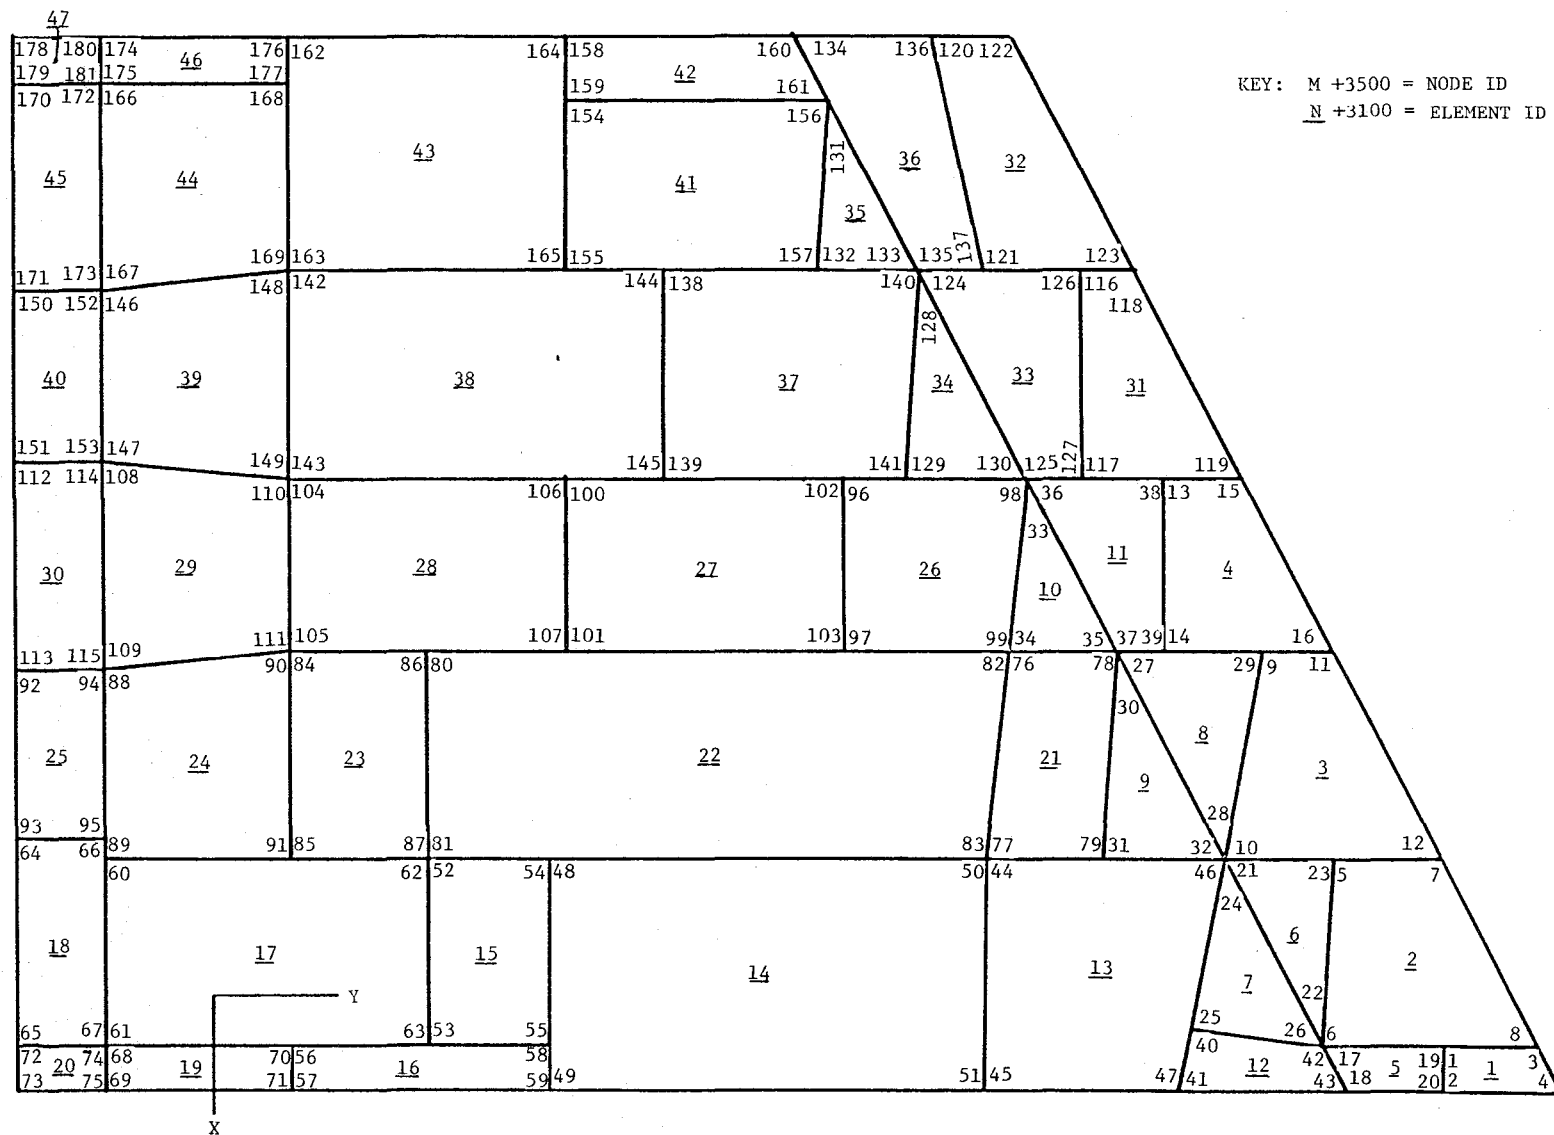 47
178 180 174 176 162 164 158 160 134 136 120 122
46
179 181 175 177 159 42 161
KEY: M +3500 = NODE ID
N +3100 = ELEMENT ID
170 172 166 168 154 156
131
43 36 32
45 44 41
35
137
171 173 167 169 163 165 155 157 132 133 135 121 123
150 152 146 148 142 144 138 140 124 126 116
118
128
40 39 38 37 34 33 31
127
151 153 147 149 143 145 139 141 129 130 125 117 119
112 114 108 110 104 106 100 102 96 98 36 38 13 15
33
30 29 28 27 26 10 11 4
113 115 109 111 105 107 101 103 97 99 34 35 37 39 14 16
92 94 88 90 84 86 80 82 76 78 27 29 9 11
30
25 24 23 22 21 9 8 3
28
93 95 89 91 85 87 81 83 77 79 31 32 10 12
64 66 60 62 52 54 48 50 44 46 21 23 5 7
24
18 17 15 14 13 7 6 2
22
Y
65 67 61 63 53 55 25 26 6 8
72 74 68 70 56 58 40 42 17 19 1 3
20 19 16 12 5 1
73 75 69 71 57 59 49 51 45 47 41 43 18 20 2 4
X